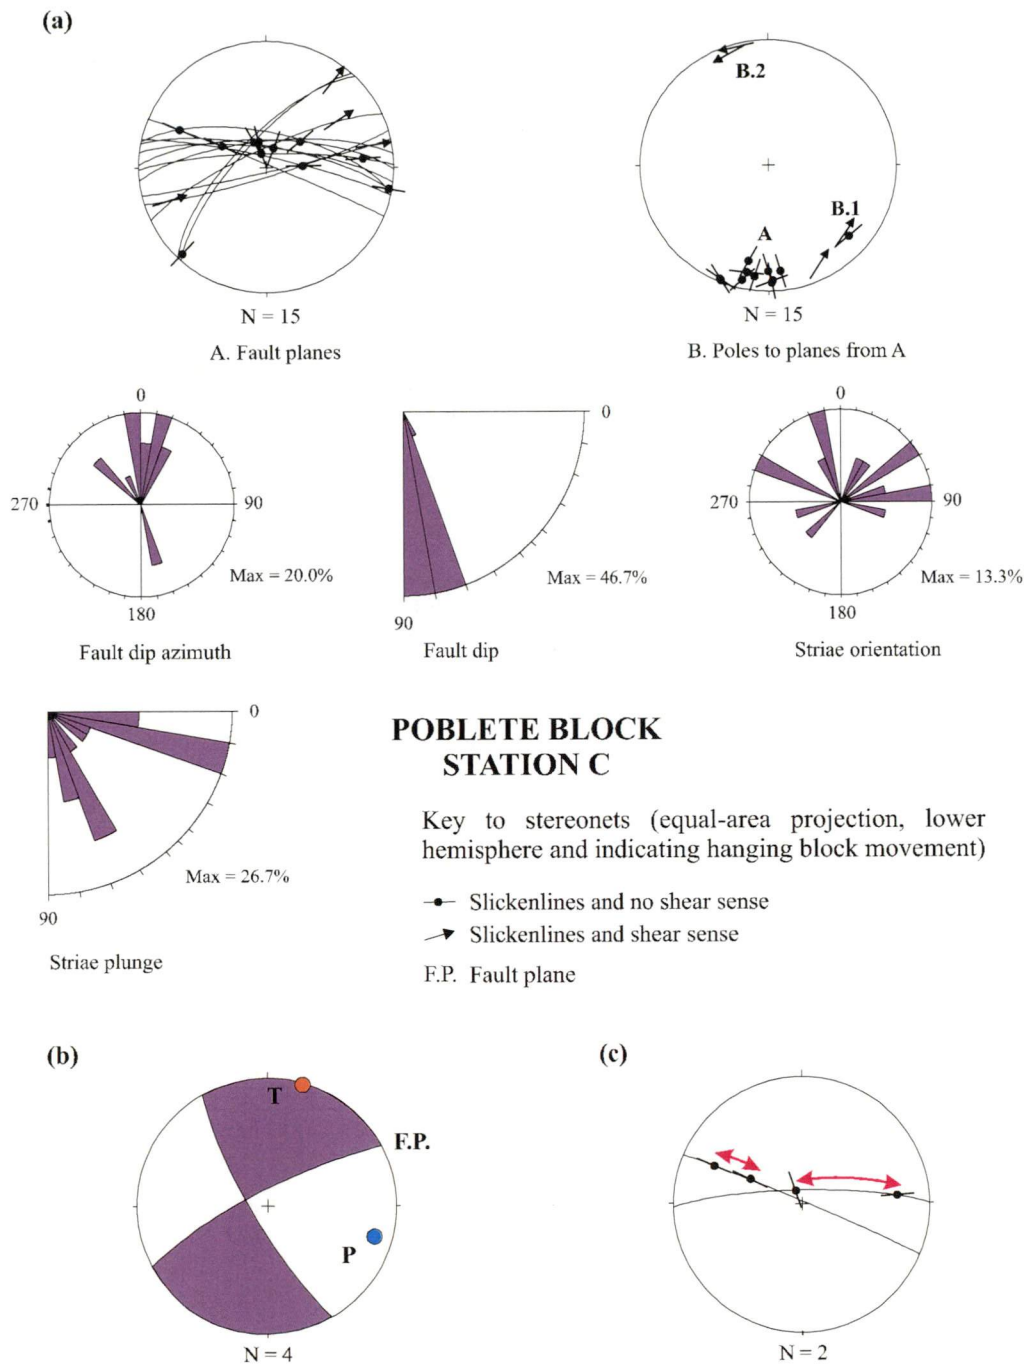 (a)
B.2
B.1
A
N = 15
N = 15
A. Fault planes
B. Poles to planes from A
0
270
90
180
Max = 20.0%
Fault dip azimuth
0
90
Max = 46.7%
Fault dip
0
270
90
180
Max = 13.3%
Striae orientation
0
90
Max = 26.7%
Striae plunge
POBLETE BLOCK
STATION C
Key to stereonets (equal-area projection, lower
hemisphere and indicating hanging block movement)
Slickenlines and no shear sense
Slickenlines and shear sense
F.P. Fault plane
(b)
T
F.P.
P
N = 4
(c)
N = 2